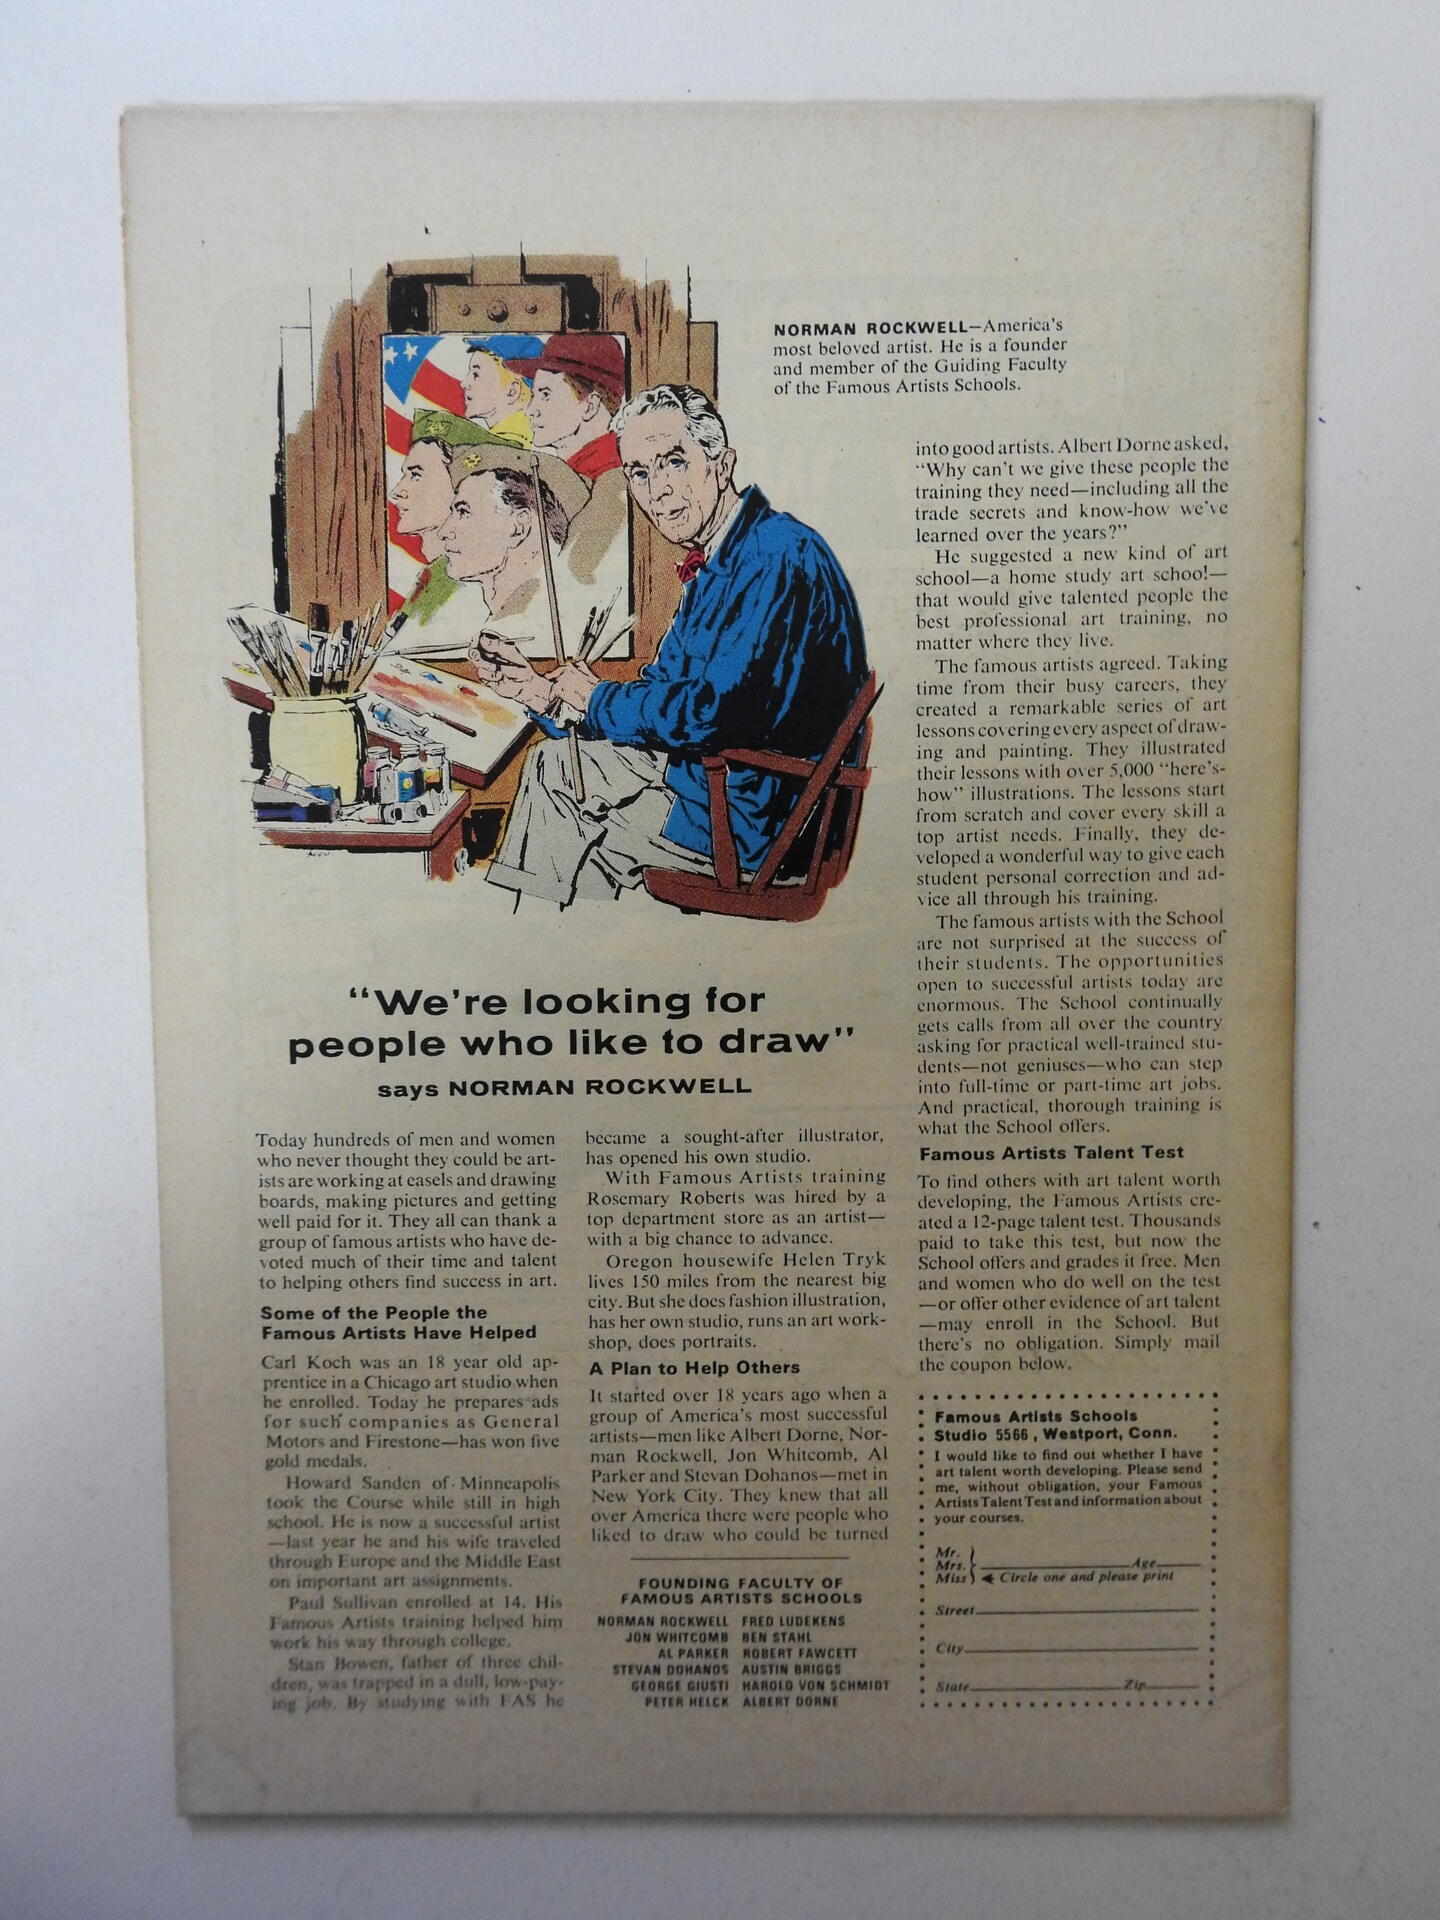 NORMAN ROCKWELL—America's
most beloved artist. He is a founder
and member of the Guiding Faculty
of the Famous Artists Schools.
"We're looking for
people who like to draw"
says NORMAN ROCKWELL
Today hundreds of men and women
who never thought they could be art-
ists are working at easels and drawing
boards, making pictures and getting
well paid for it. They all can thank a
group of famous artists who have de-
voted much of their time and talent
to helping others find success in art.
Some of the People the
Famous Artists Have Helped
Carl Koch was an 18 year old ap-
prentice in a Chicago art studio when
he enrolled. Today he prepares ads
for such companies as General
Motors and Firestone—has won five
gold medals.
Howard Sanden of Minneapolis
took the Course while still in high
school. He is now a successful artist
—last year he and his wife traveled
through Europe and the Middle East
on important art assignments.
Paul Sullivan enrolled at 14. His
Famous Artists training helped him
work his way through college.
Stan Bowen, father of three chil-
dren, was trapped in a dull, low-pay-
ing job. By studying with FAS he
became a sought-after illustrator,
has opened his own studio.
With Famous Artists training
Rosemary Roberts was hired by a
top department store as an artist—
with a big chance to advance.
Oregon housewife Helen Tryk
lives 150 miles from the nearest big
city. But she does fashion illustration,
has her own studio, runs an art work-
shop, does portraits.
A Plan to Help Others
It started over 18 years ago when a
group of America's most successful
artists—men like Albert Dorne, Nor-
man Rockwell, Jon Whitcomb, Al
Parker and Stevan Dohanos—met in
New York City. They knew that all
over America there were people who
liked to draw who could be turned
into good artists. Albert Dorne asked,
"Why can't we give these people the
training they need—including all the
trade secrets and know-how we've
learned over the years?"
He suggested a new kind of art
school—a home study art school—
that would give talented people the
best professional art training, no
matter where they live.
The famous artists agreed. Taking
time from their busy careers, they
created a remarkable series of art
lessons covering every aspect of draw-
ing and painting. They illustrated
their lessons with over 5,000 "here's-
how" illustrations. The lessons start
from scratch and cover every skill a
top artist needs. Finally, they de-
veloped a wonderful way to give each
student personal correction and ad-
vice all through his training.
The famous artists with the School
are not surprised at the success of
their students. The opportunities
open to successful artists today are
enormous. The School continually
gets calls from all over the country
asking for practical well-trained stu-
dents—not geniuses—who can step
into full-time or part-time art jobs.
And practical, thorough training is
what the School offers.
Famous Artists Talent Test
To find others with art talent worth
developing, the Famous Artists cre-
ated a 12-page talent test. Thousands
paid to take this test, but now the
School offers and grades it free. Men
and women who do well on the test
—or offer other evidence of art talent
—may enroll in the School. But
there's no obligation. Simply mail
the coupon below.
FOUNDING FACULTY OF
FAMOUS ARTISTS SCHOOLS
NORMAN ROCKWELL FRED LUDEKENS
JON WHITCOMB BEN STAHL
AL PARKER ROBERT FAWCETT
STEVAN DOHANOS AUSTIN BRIGGS
GEORGE GIUSTI HAROLD VON SCHMIDT
PETER HELCK ALBERT DORNE
Famous Artists Schools
Studio 5566, Westport, Conn.
I would like to find out whether I have
art talent worth developing. Please send
me, without obligation, your Famous
Artists Talent Test and information about
your courses.
Mr.
Mrs. Age
Miss Circle one and please print
Street
City
State Zip